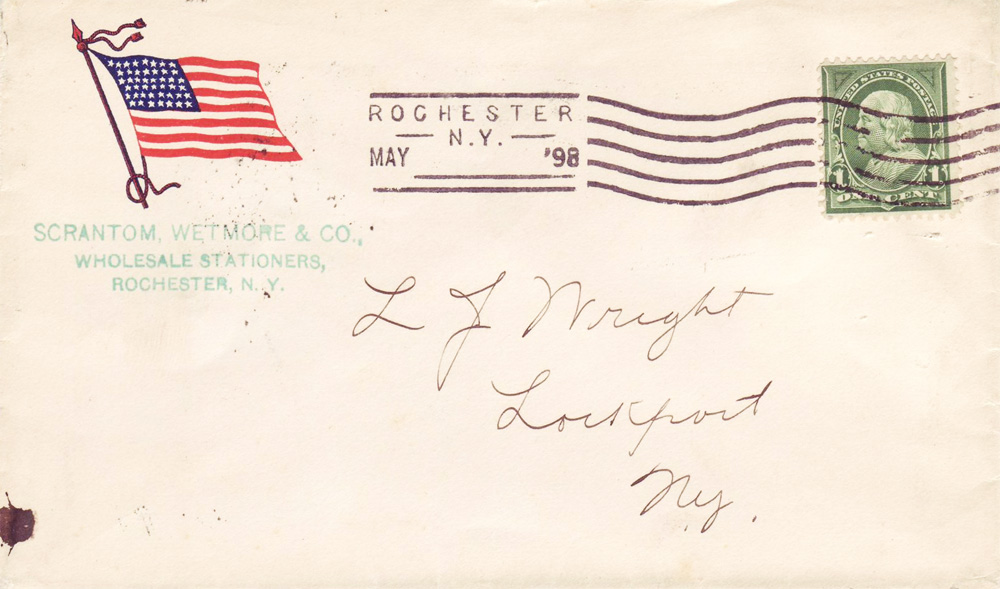 ROCHESTER
N.Y.
MAY '98
UNITED STATES POSTAGE
1 1
ONE CENT
SCRANTOM, WETMORE & CO.,
WHOLESALE STATIONERS,
ROCHESTER, N. Y.
L J Wright
Lockport
Ny.